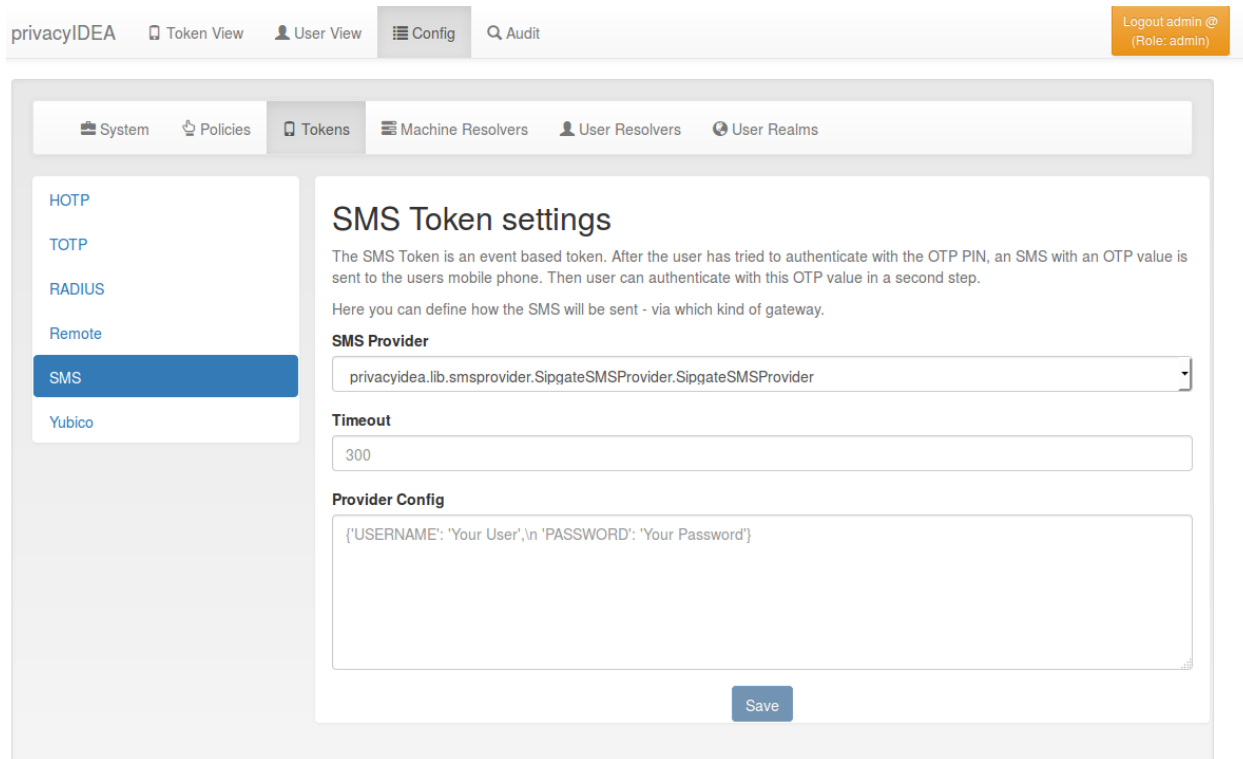 privacyIDEA Token View User View Config Audit Logout admin @
(Role: admin)
System Policies Tokens Machine Resolvers User Resolvers User Realms
HOTP
TOTP
RADIUS
Remote
SMS
Yubico
SMS Token settings
The SMS Token is an event based token. After the user has tried to authenticate with the OTP PIN, an SMS with an OTP value is
sent to the users mobile phone. Then user can authenticate with this OTP value in a second step.
Here you can define how the SMS will be sent - via which kind of gateway.
SMS Provider
privacyidea.lib.smsprovider.SipgateSMSProvider.SipgateSMSProvider
Timeout
300
Provider Config
{'USERNAME': 'Your User',\n 'PASSWORD': 'Your Password'}
Save